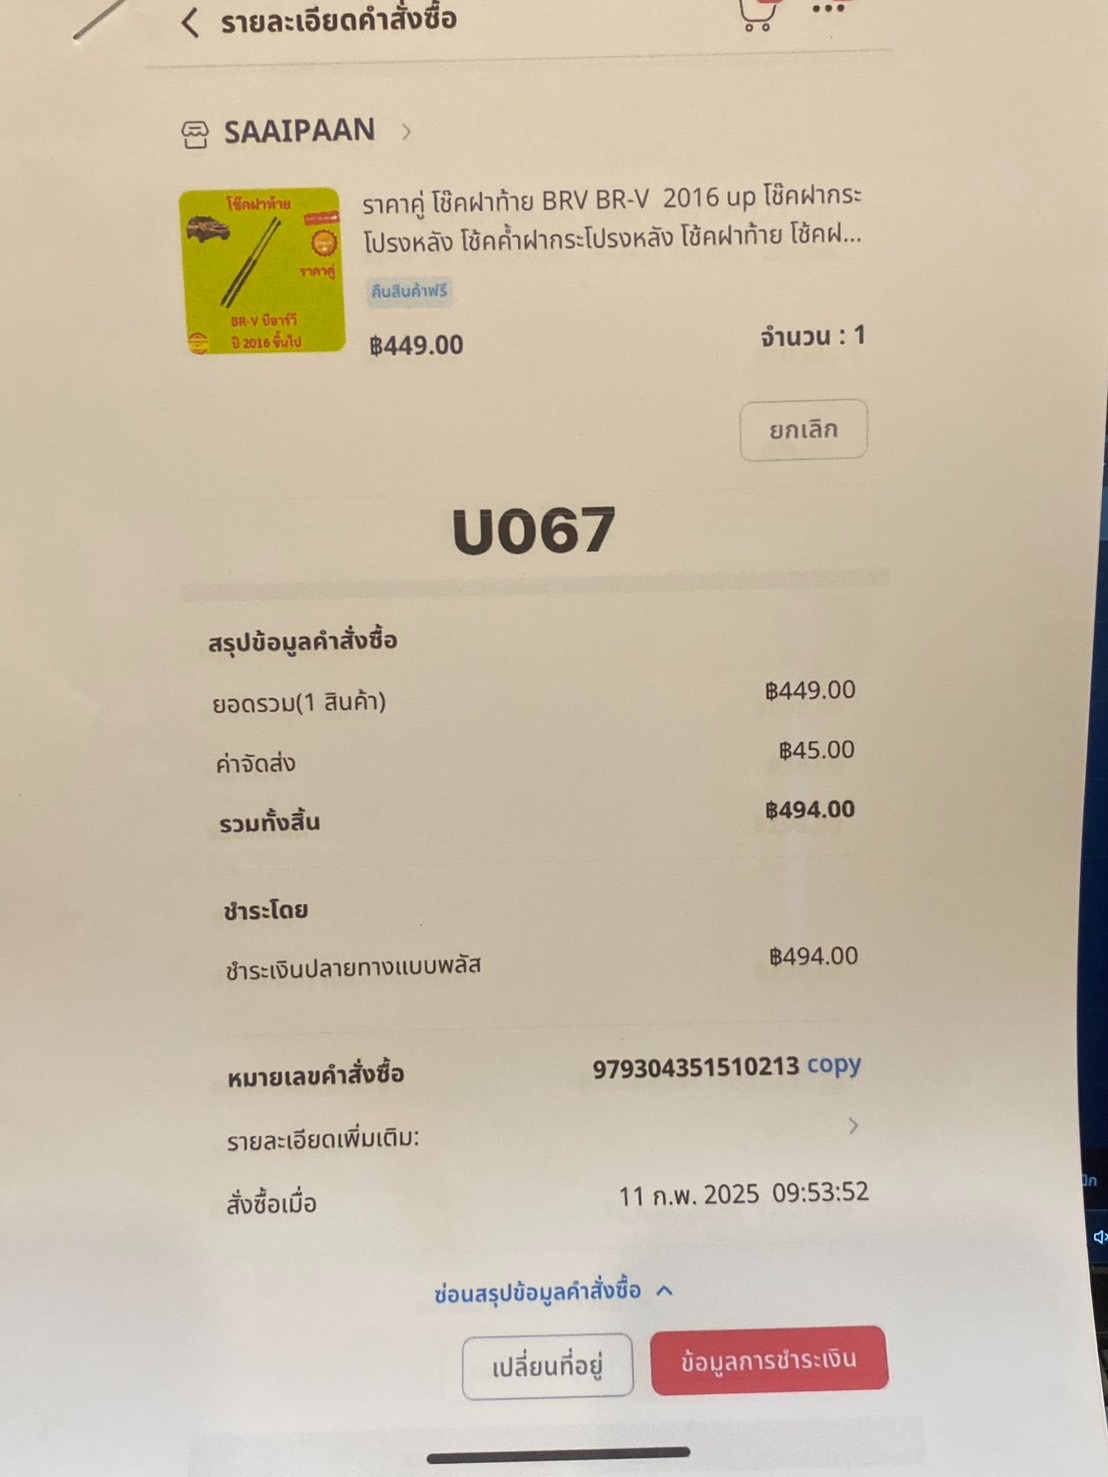 รายละเอียดคำสั่งซื้อ
SAAIPAAN
โช๊คฝาท้าย
ราคาคู่
BR-V บีอาร์วี
ปี 2016 ขึ้นไป
ราคาคู่ โช๊คฝาท้าย BRV BR-V 2016 up โช๊คฝากระ
โปรงหลัง โช้คค้ำฝากระโปรงหลัง โช้คฝาท้าย โช้คฝ...
คืนสินค้าฟรี
฿449.00 จำนวน : 1
ยกเลิก
U067
สรุปข้อมูลคำสั่งซื้อ
ยอดรวม(1 สินค้า) ฿449.00
ค่าจัดส่ง ฿45.00
รวมทั้งสิ้น ฿494.00
ชำระโดย
ชำระเงินปลายทางแบบพลัส ฿494.00
หมายเลขคำสั่งซื้อ 979304351510213 copy
รายละเอียดเพิ่มเติม:
สั่งซื้อเมื่อ 11 ก.พ. 2025 09:53:52
ซ่อนสรุปข้อมูลคำสั่งซื้อ
เปลี่ยนที่อยู่ ข้อมูลการชำระเงิน